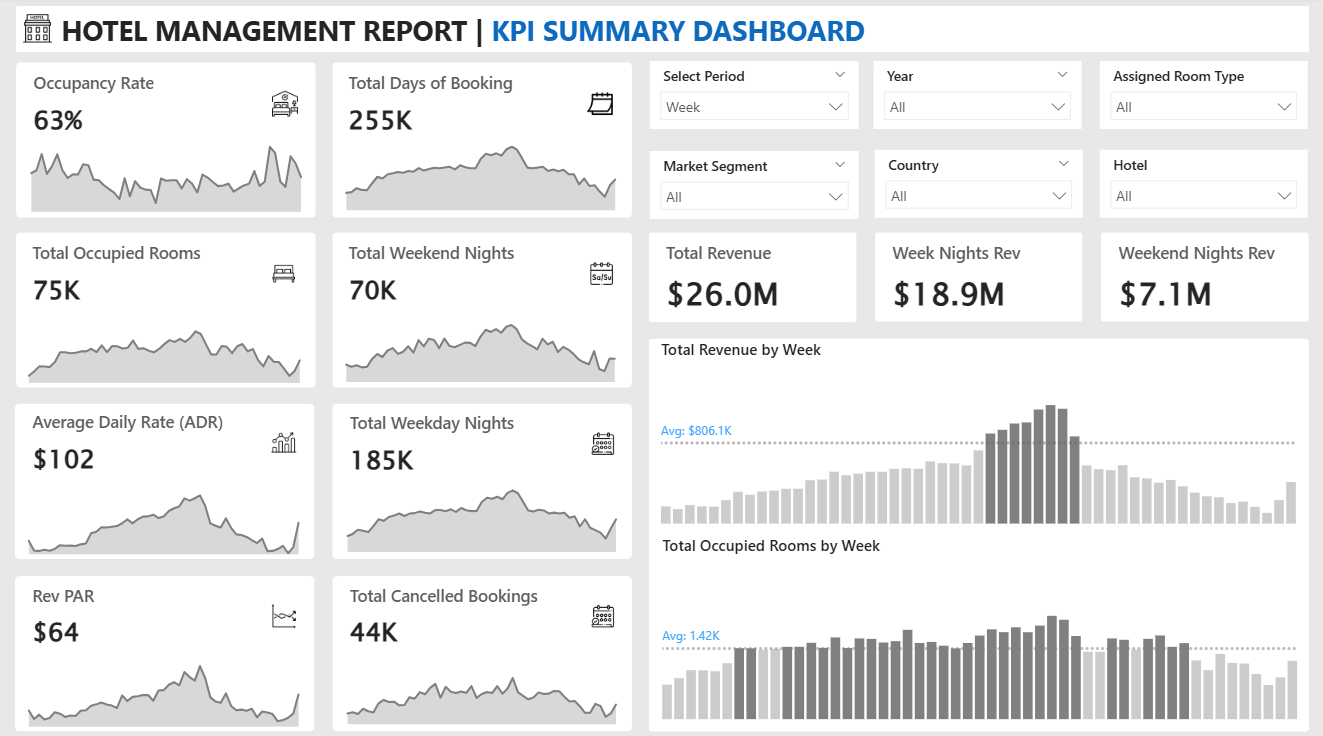 HOTEL
HOTEL MANAGEMENT REPORT | KPI SUMMARY DASHBOARD
Occupancy Rate
63%
Total Days of Booking
255K
Select Period
Week
Year
All
Assigned Room Type
All
Market Segment
All
Country
All
Hotel
All
Total Occupied Rooms
75K
Total Weekend Nights
70K
Sa/Su
Total Revenue
$26.0M
Week Nights Rev
$18.9M
Weekend Nights Rev
$7.1M
Average Daily Rate (ADR)
$102
Total Weekday Nights
185K
Rev PAR
$64
Total Cancelled Bookings
44K
Total Revenue by Week
Avg: $806.1K
Total Occupied Rooms by Week
Avg: 1.42K